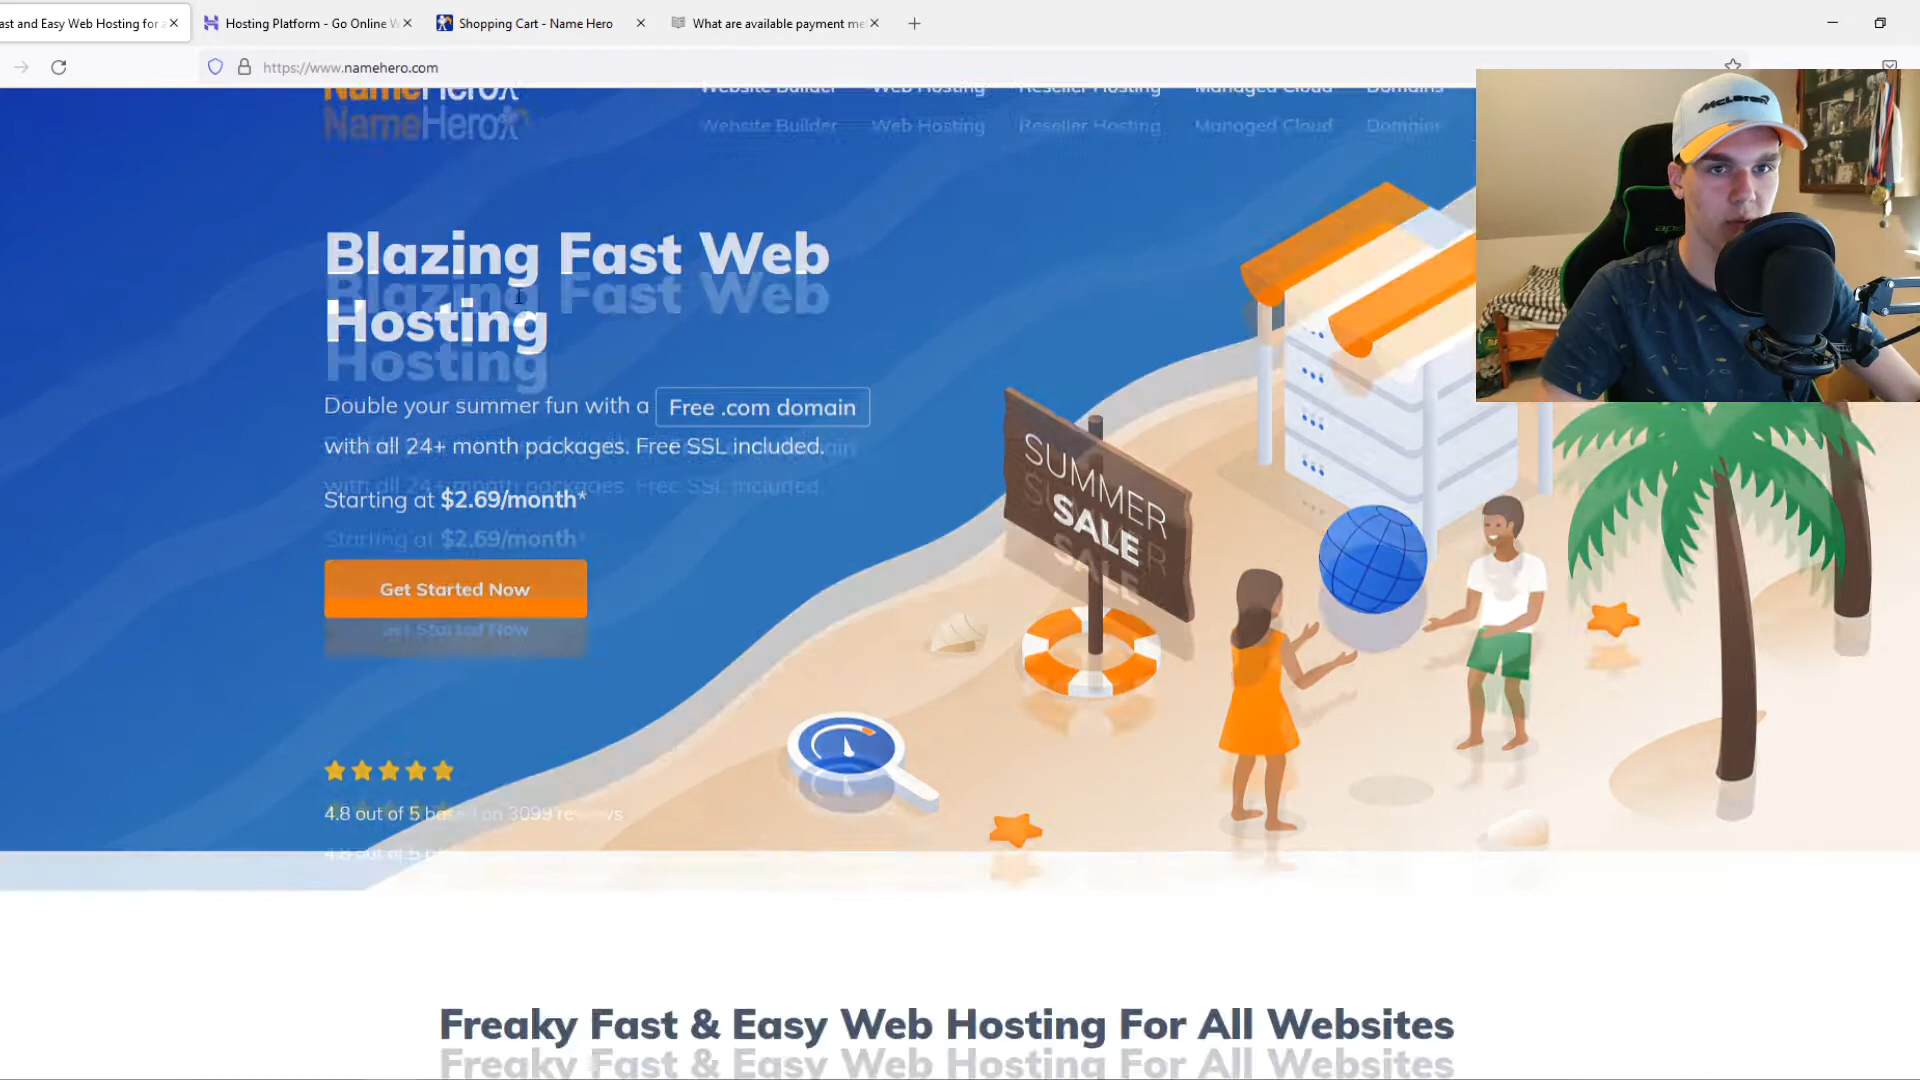 ast and Easy Web Hosting for a
Hosting Platform - Go Online W
Shopping Cart - Name Hero
What are available payment me
https://www.namehero.com
NameHero
Website Builder Web Hosting Reseller Hosting Managed Cloud Domains
NameHero
Website Builder Web Hosting Reseller Hosting Managed Cloud Domains
McLaren
Blazing Fast Web
Blazing Fast Web
Hosting
Hosting
Double your summer fun with a Free .com domain
with all 24+ month packages. Free SSL included.
with all 24+ month packages. Free SSL included.
Starting at $2.69/month*
Starting at $2.69/month*
Get Started Now
Get Started Now
SUMMER
SALE
4.8 out of 5 based on 3099 reviews
4.8 out of 5
Freaky Fast & Easy Web Hosting For All Websites
Freaky Fast & Easy Web Hosting For All Websites